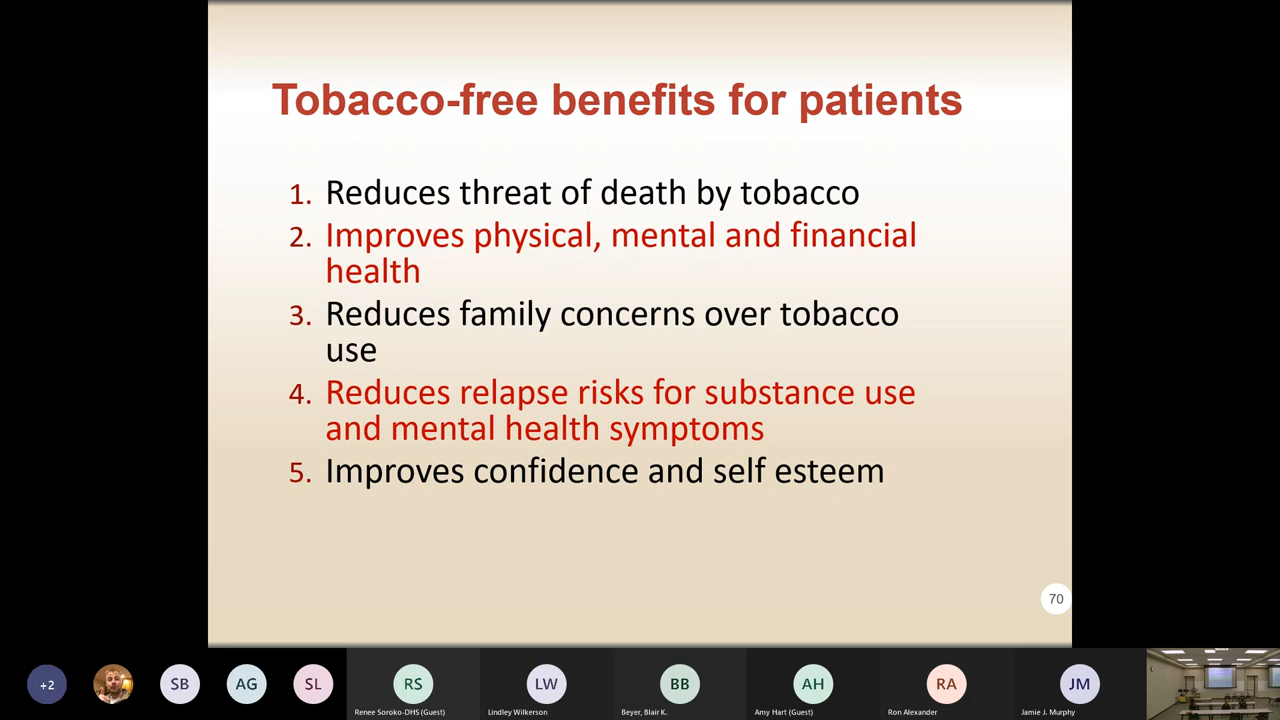 Tobacco-free benefits for patients
1. Reduces threat of death by tobacco
2. Improves physical, mental and financial
health
3. Reduces family concerns over tobacco
use
4. Reduces relapse risks for substance use
and mental health symptoms
5. Improves confidence and self esteem
70
+2
SB
AG
SL
RS
LW
BB
AH
RA
JM
Renee Soroko-DHS (Guest)
Lindley Wilkerson
Beyer, Blair K.
Amy Hart (Guest)
Ron Alexander
Jamie J. Murphy